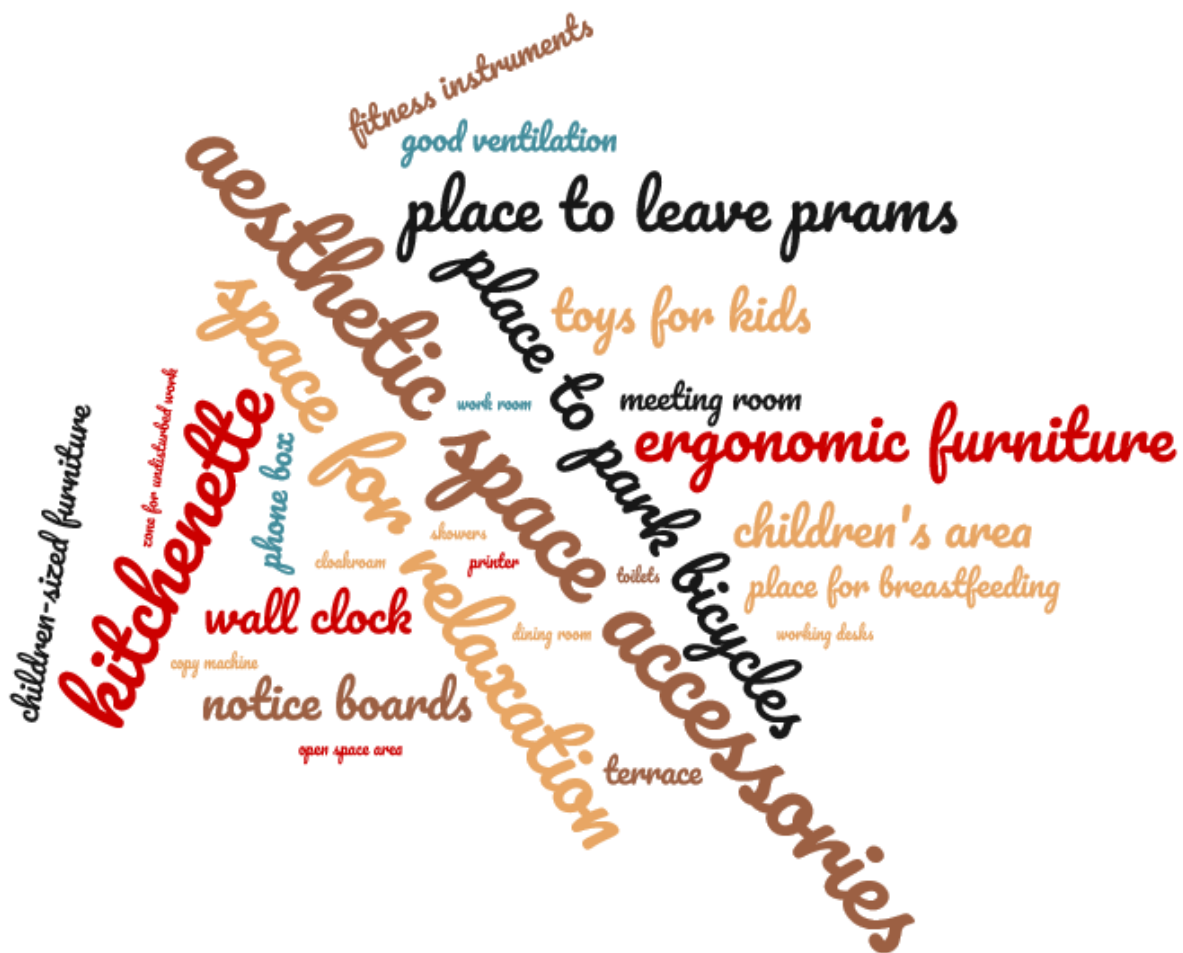 fitness instruments
good ventilation
place to leave prams
aesthetic space accessories
place to park bicycles
toys for kids
space for relaxation
work room
meeting room
ergonomic furniture
kitchenette
zone for undisturbed work
children-sized furniture
phone box
children's area
showers
cloakroam
printer
toilets
place for breastfeeding
wall clock
dining room
working desks
copy machine
notice boards
open space area
terrace